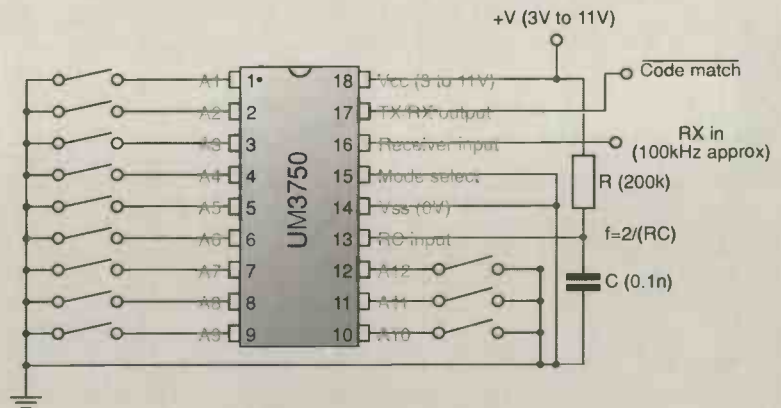 +V (3V to 11V)
Code match
RX in
(100kHz approx)
R (200k)
f=2/(RC)
C (0.1n)
UM3750
A1 1 18 Vcc (3 to 11V)
A2 2 17 TX/RX output
A3 3 16 Receiver input
A4 4 15 Mode select
A5 5 14 Vss (0V)
A6 6 13 RC input
A7 7 12 A12
A8 8 11 A11
A9 9 10 A10